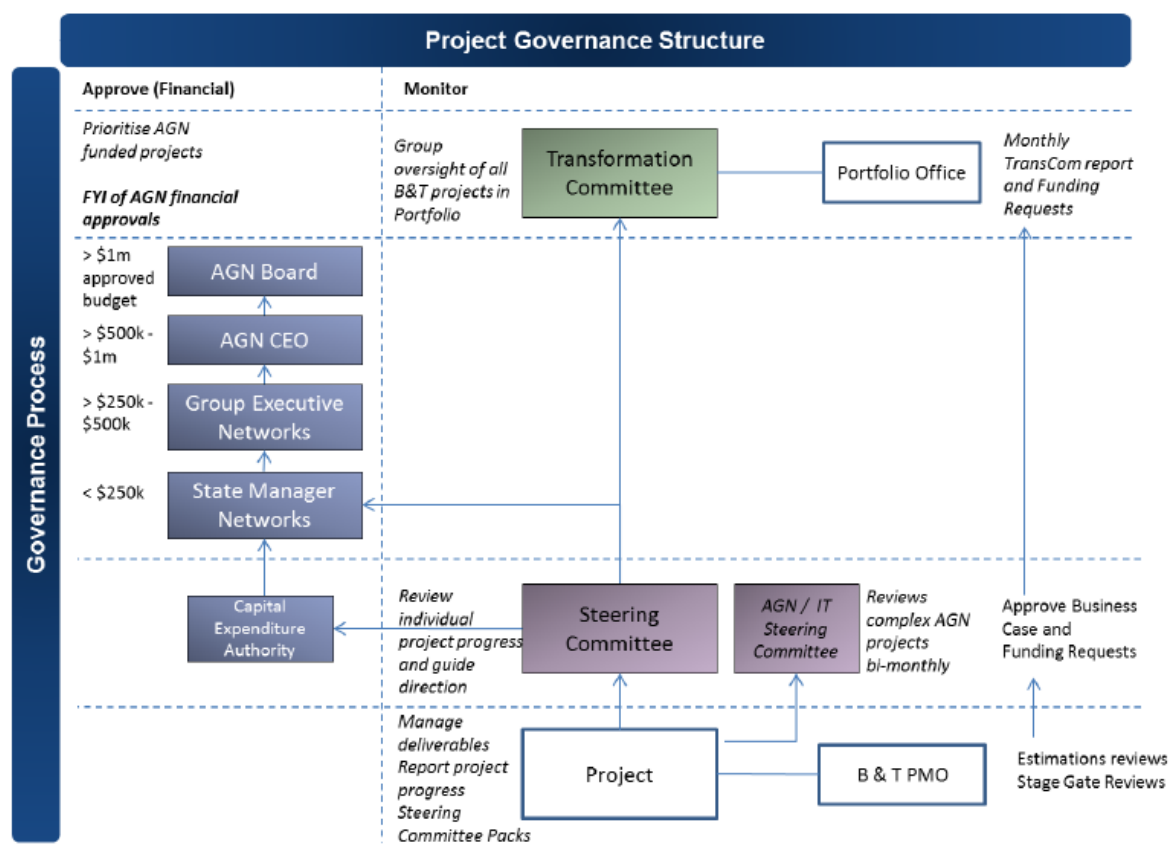 Project Governance Structure
Governance Process
Approve (Financial)
Monitor
Prioritise AGN
funded projects
FYI of AGN financial
approvals
Group
oversight of all
B&T projects in
Portfolio
Transformation
Committee
Portfolio Office
Monthly
TransCom report
and Funding
Requests
> $1m
approved
budget
AGN Board
> $500k -
$1m
AGN CEO
> $250k -
$500k
Group Executive
Networks
< $250k
State Manager
Networks
Capital
Expenditure
Authority
Review
individual
project progress
and guide
direction
Steering
Committee
AGN / IT
Steering
Committee
Reviews
complex AGN
projects
bi-monthly
Approve Business
Case and
Funding Requests
Manage
deliverables
Report project
progress
Steering
Committee Packs
Project
B & T PMO
Estimations reviews
Stage Gate Reviews